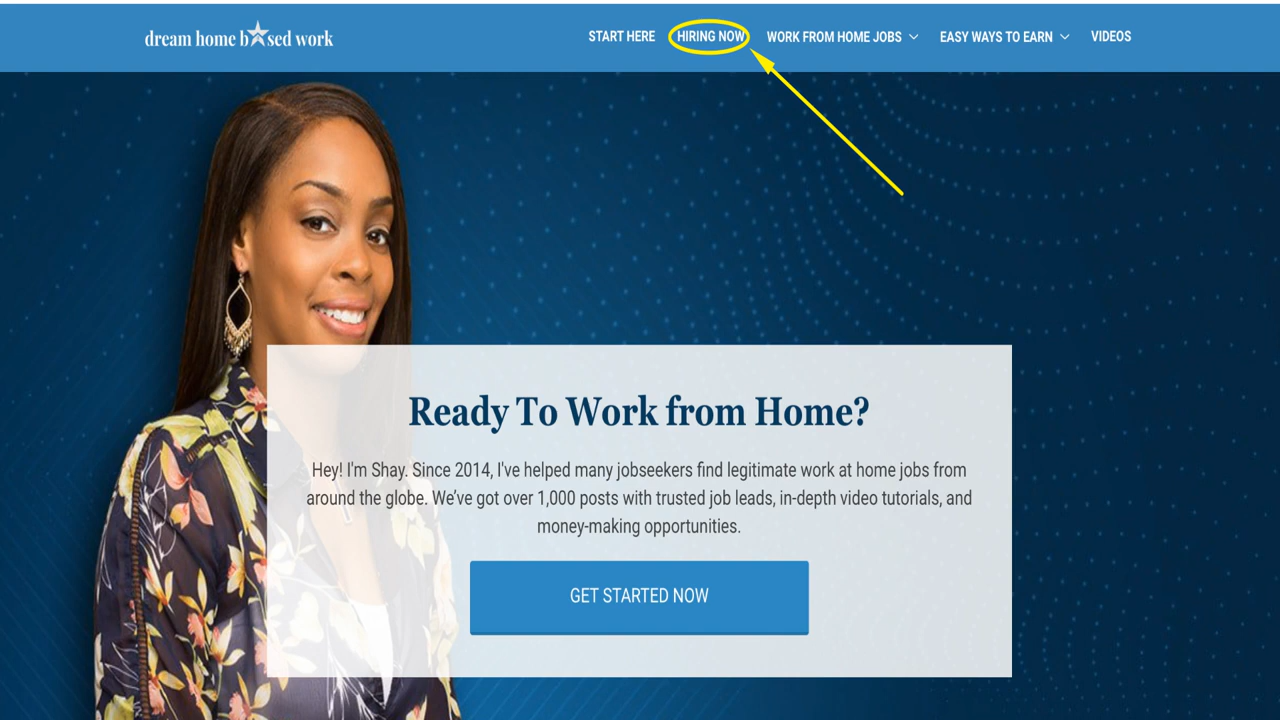 dream home b★sed work
START HERE
HIRING NOW
WORK FROM HOME JOBS
EASY WAYS TO EARN
VIDEOS
Ready To Work from Home?
Hey! I'm Shay. Since 2014, I've helped many jobseekers find legitimate work at home jobs from
around the globe. We've got over 1,000 posts with trusted job leads, in-depth video tutorials, and
money-making opportunities.
GET STARTED NOW